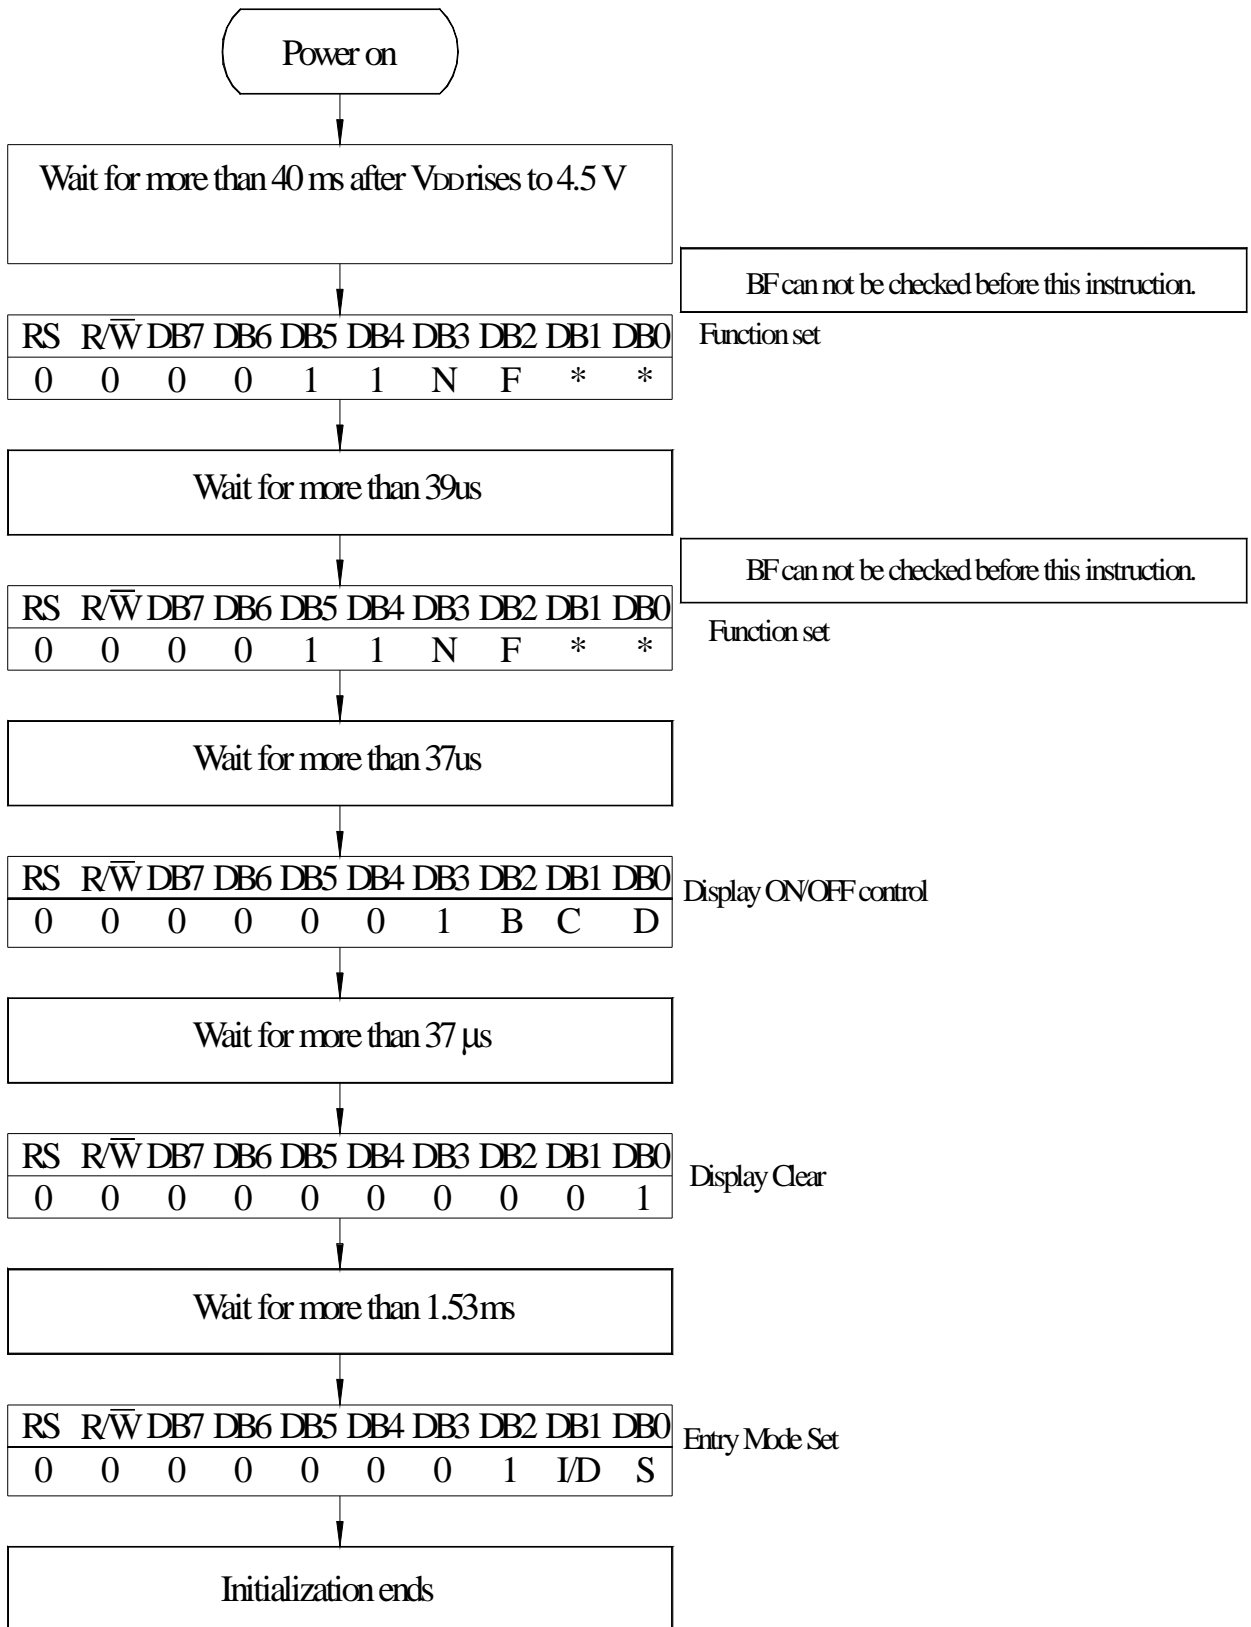 Power on
Wait for more than 40 ms after VDD rises to 4.5 V
BF can not be checked before this instruction.
RS R/W̅ DB7 DB6 DB5 DB4 DB3 DB2 DB1 DB0
Function set
0 0 0 0 1 1 N F * *
Wait for more than 39us
BF can not be checked before this instruction.
RS R/W̅ DB7 DB6 DB5 DB4 DB3 DB2 DB1 DB0
Function set
0 0 0 0 1 1 N F * *
Wait for more than 37us
RS R/W̅ DB7 DB6 DB5 DB4 DB3 DB2 DB1 DB0
Display ON/OFF control
0 0 0 0 0 0 1 B C D
Wait for more than 37 μs
RS R/W̅ DB7 DB6 DB5 DB4 DB3 DB2 DB1 DB0
Display Clear
0 0 0 0 0 0 0 0 0 1
Wait for more than 1.53ms
RS R/W̅ DB7 DB6 DB5 DB4 DB3 DB2 DB1 DB0
Entry Mode Set
0 0 0 0 0 0 0 1 I/D S
Initialization ends